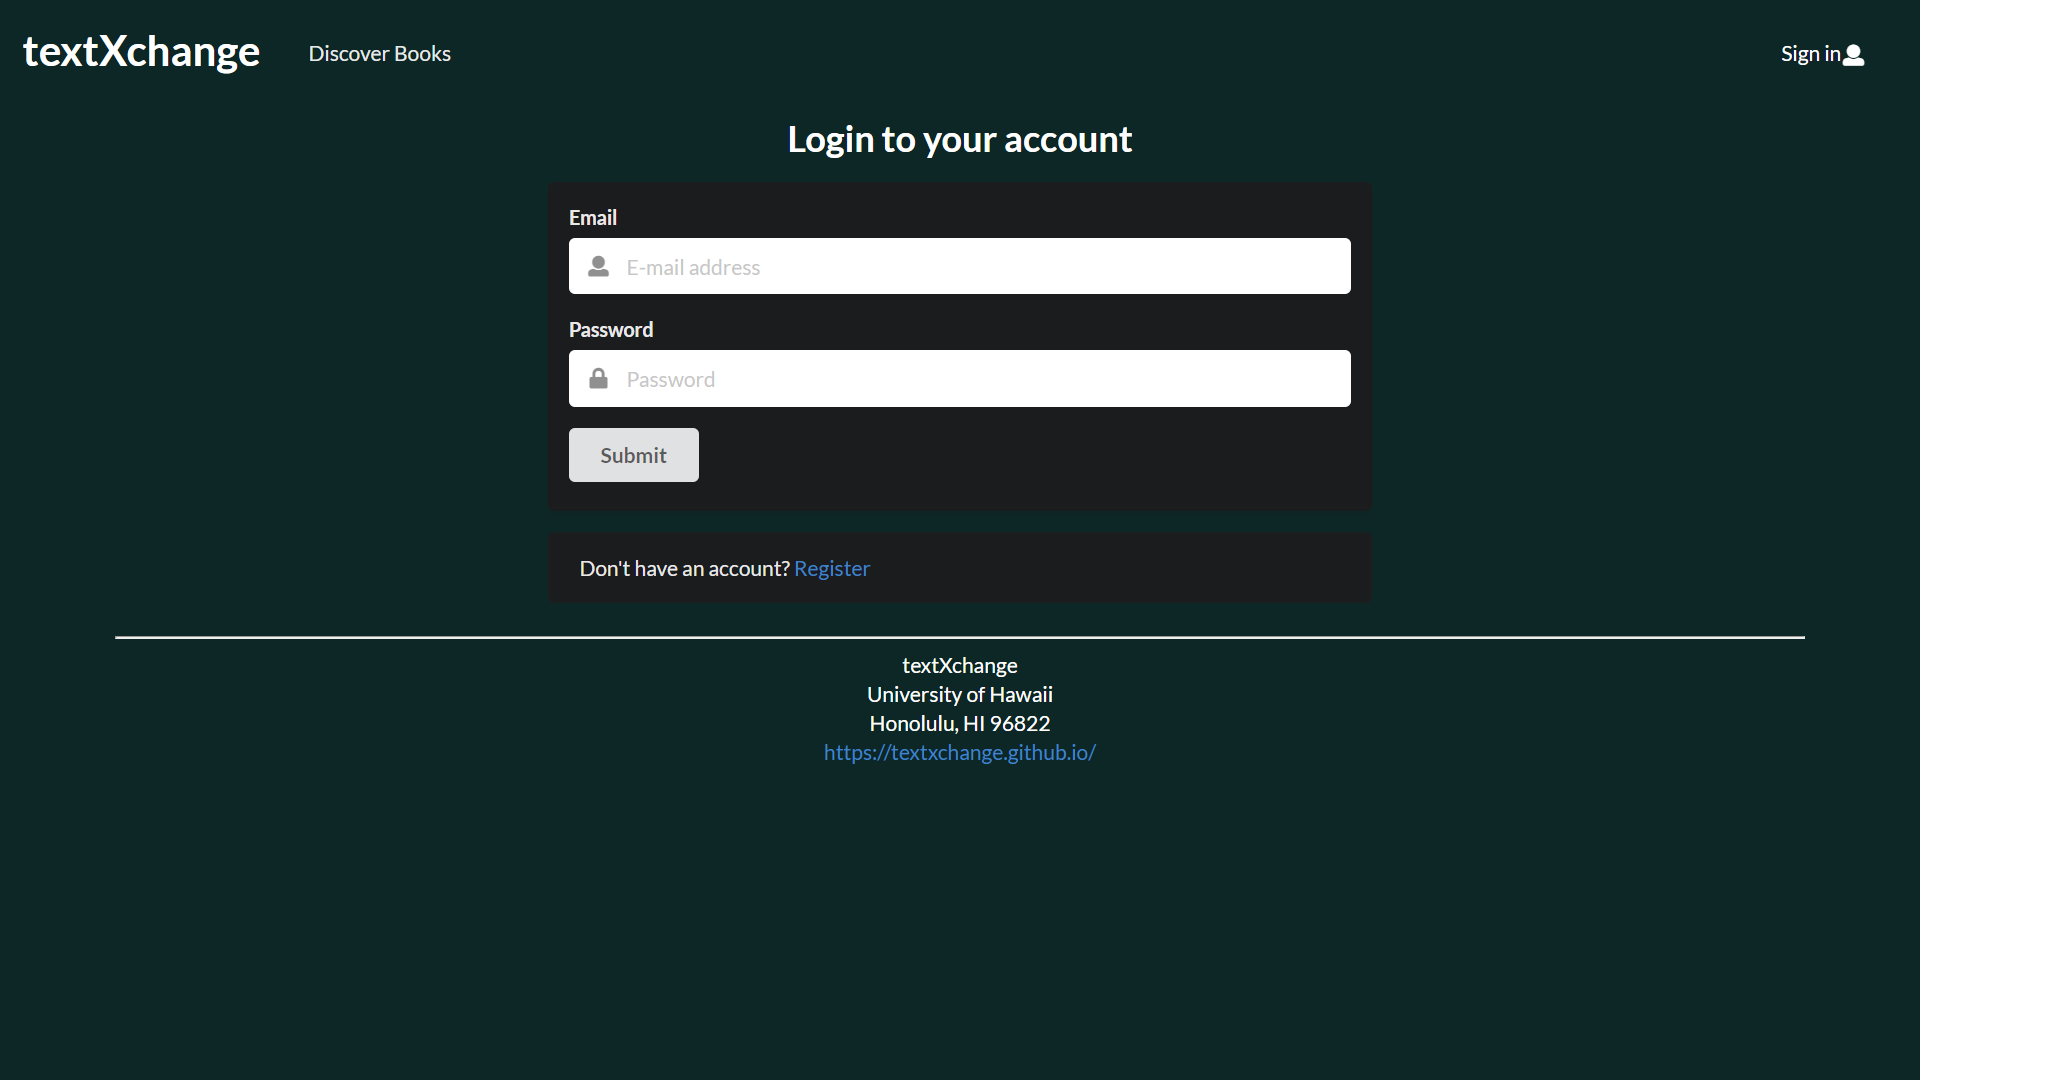 textXchange
Discover Books
Sign in
Login to your account
Email
E-mail address
Password
Password
Submit
Don't have an account? Register
textXchange
University of Hawaii
Honolulu, HI 96822
https://textxchange.github.io/